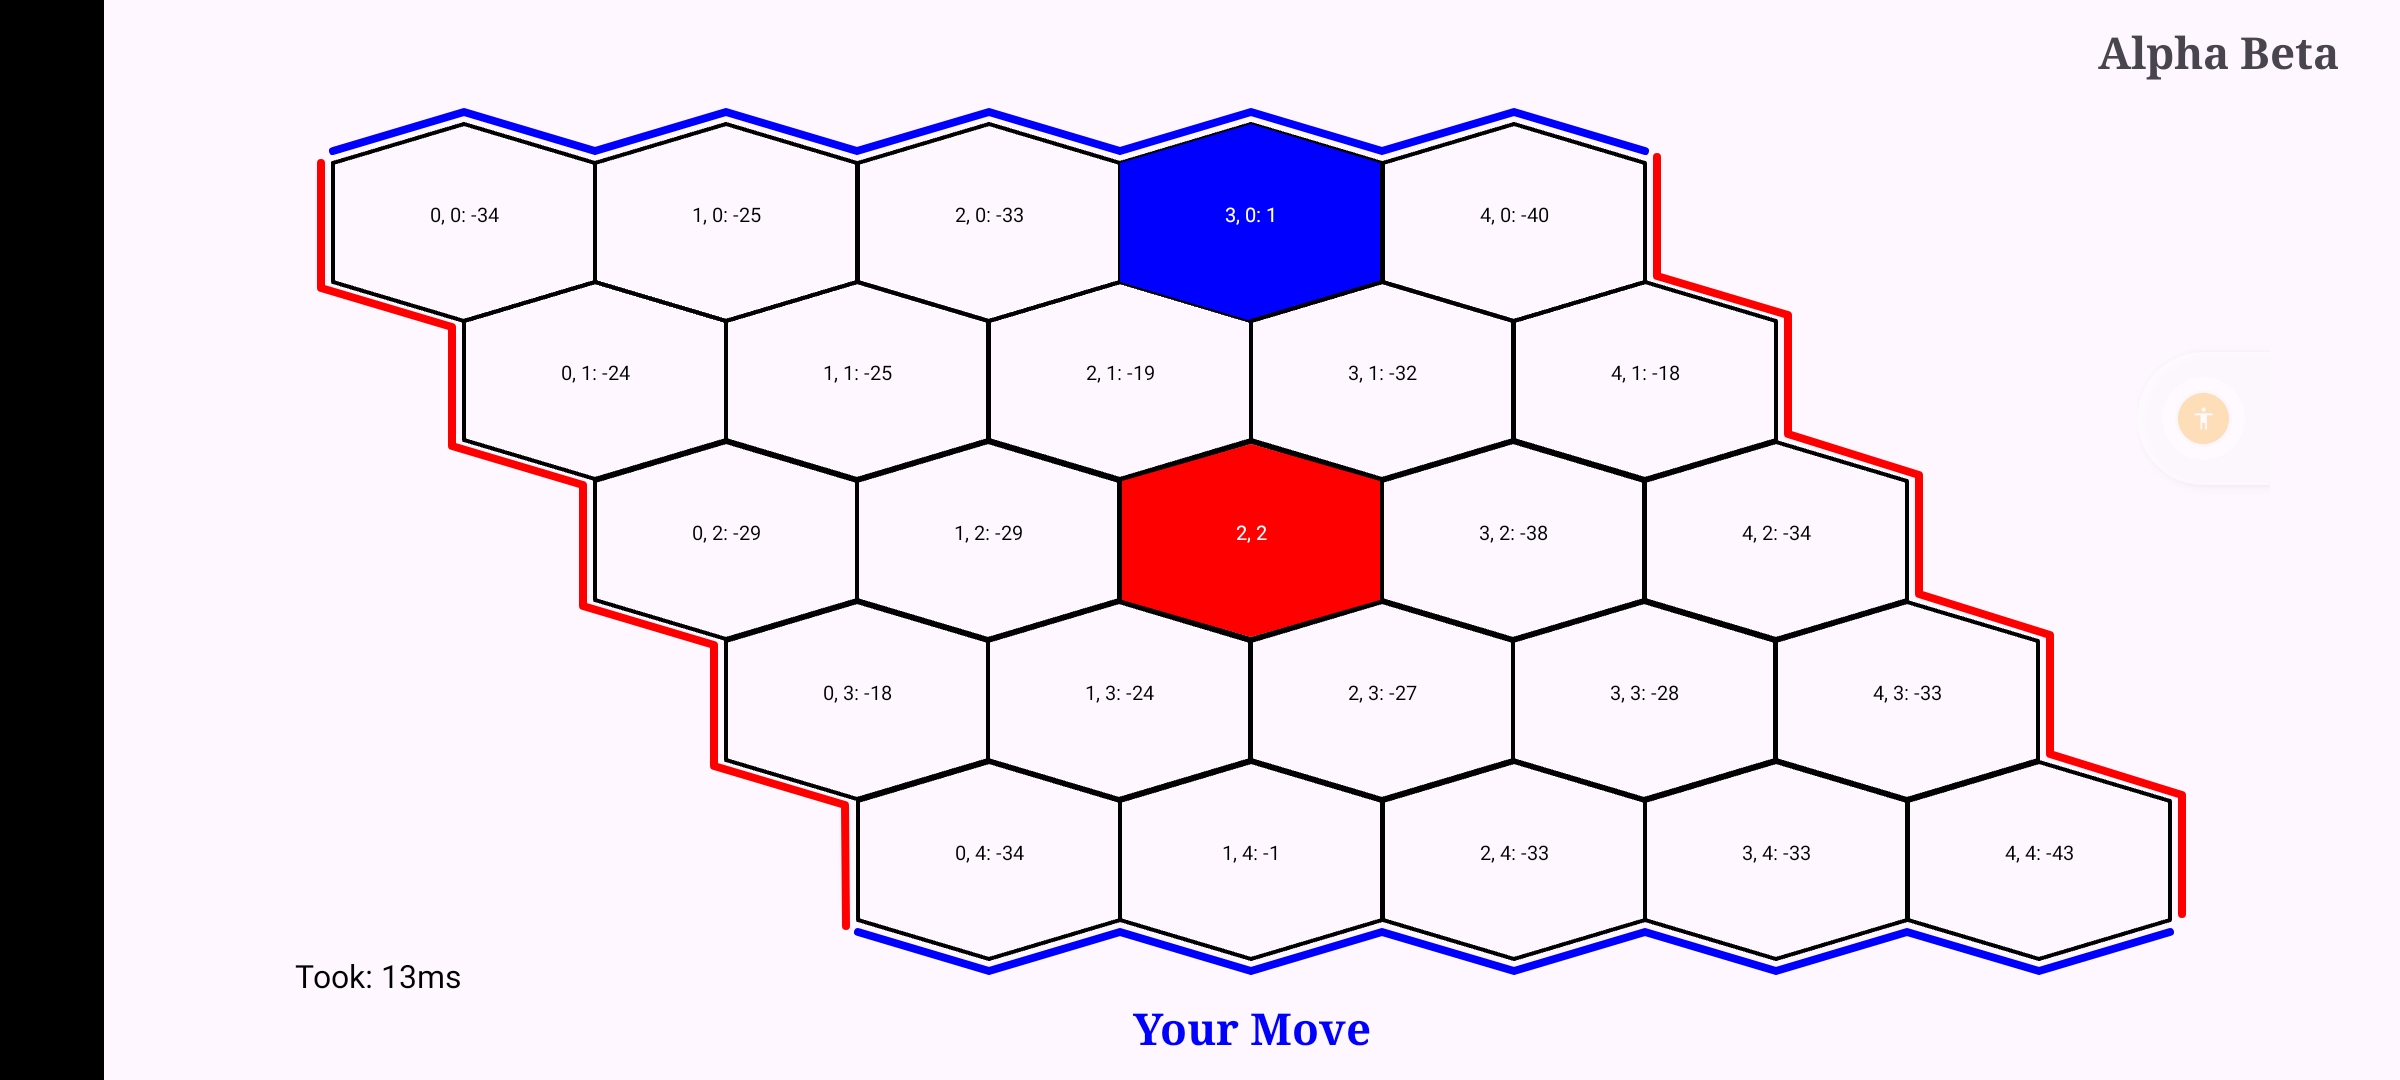 Alpha Beta
0, 0: -34
1, 0: -25
2, 0: -33
3, 0: 1
4, 0: -40
0, 1: -24
1, 1: -25
2, 1: -19
3, 1: -32
4, 1: -18
0, 2: -29
1, 2: -29
2, 2
3, 2: -38
4, 2: -34
0, 3: -18
1, 3: -24
2, 3: -27
3, 3: -28
4, 3: -33
0, 4: -34
1, 4: -1
2, 4: -33
3, 4: -33
4, 4: -43
Took: 13ms
Your Move